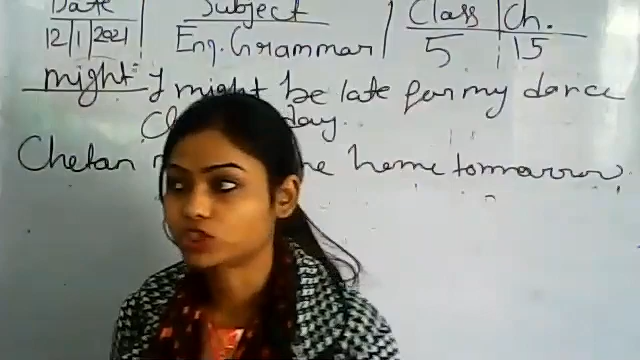 Date Subject Class Ch.
12/1/2021 Eng. Grammar 5 15
might - I might be late for my dance
day.
Chetan home tommorrow.